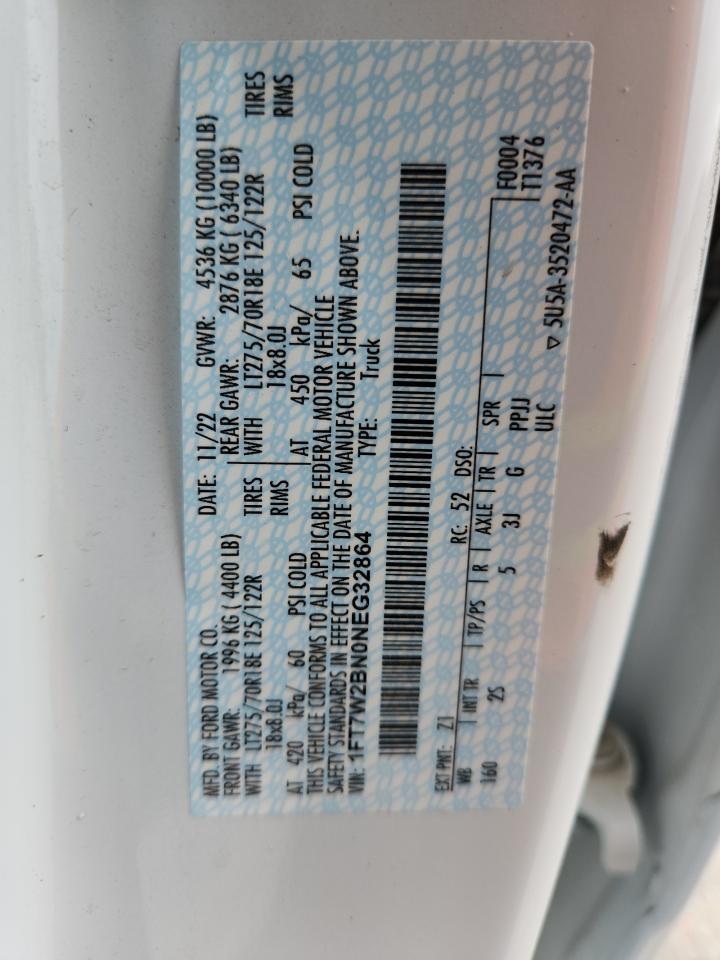 MFD. BY FORD MOTOR CO. DATE: 11/22 GVWR: 4536 KG (10000 LB)
FRONT GAWR: 1996 KG ( 4400 LB) REAR GAWR: 2876 KG ( 6340 LB)
WITH LT275/70R18E 125/122R TIRES WITH LT275/70R18E 125/122R TIRES
18x8.0J RIMS 18x8.0J RIMS
AT 420 kPa/ 60 PSI COLD AT 450 kPa/ 65 PSI COLD
THIS VEHICLE CONFORMS TO ALL APPLICABLE FEDERAL MOTOR VEHICLE
SAFETY STANDARDS IN EFFECT ON THE DATE OF MANUFACTURE SHOWN ABOVE.
VIN: 1FT7W2BN0NEG32864 TYPE: Truck
EXT PNT: Z1 RC: 52 DSO: F0004
WB INT TR TP/PS R AXLE TR SPR T1376
160 2S 5 3J G PPJJ
ULC ▽ 5U5A-3520472-AA